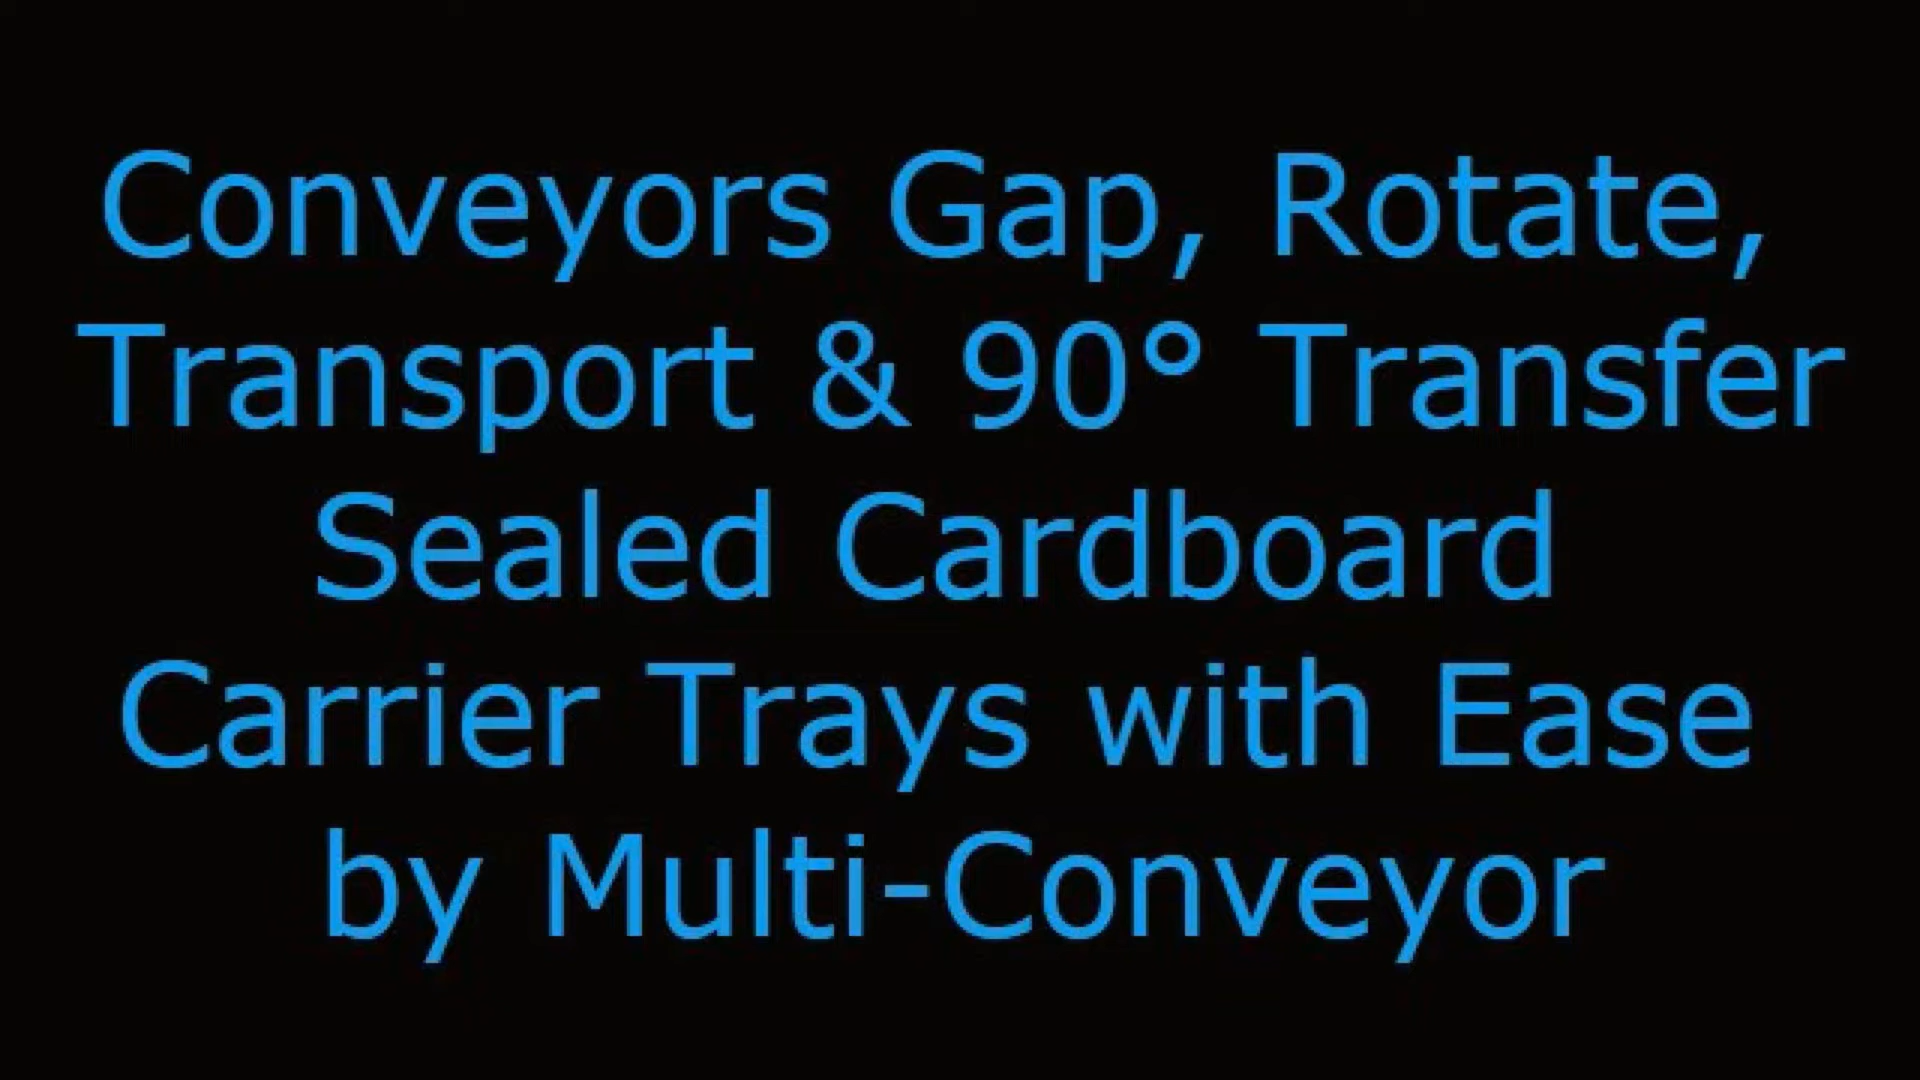 Conveyors Gap, Rotate,
Transport & 90° Transfer
Sealed Cardboard
Carrier Trays with Ease
by Multi-Conveyor